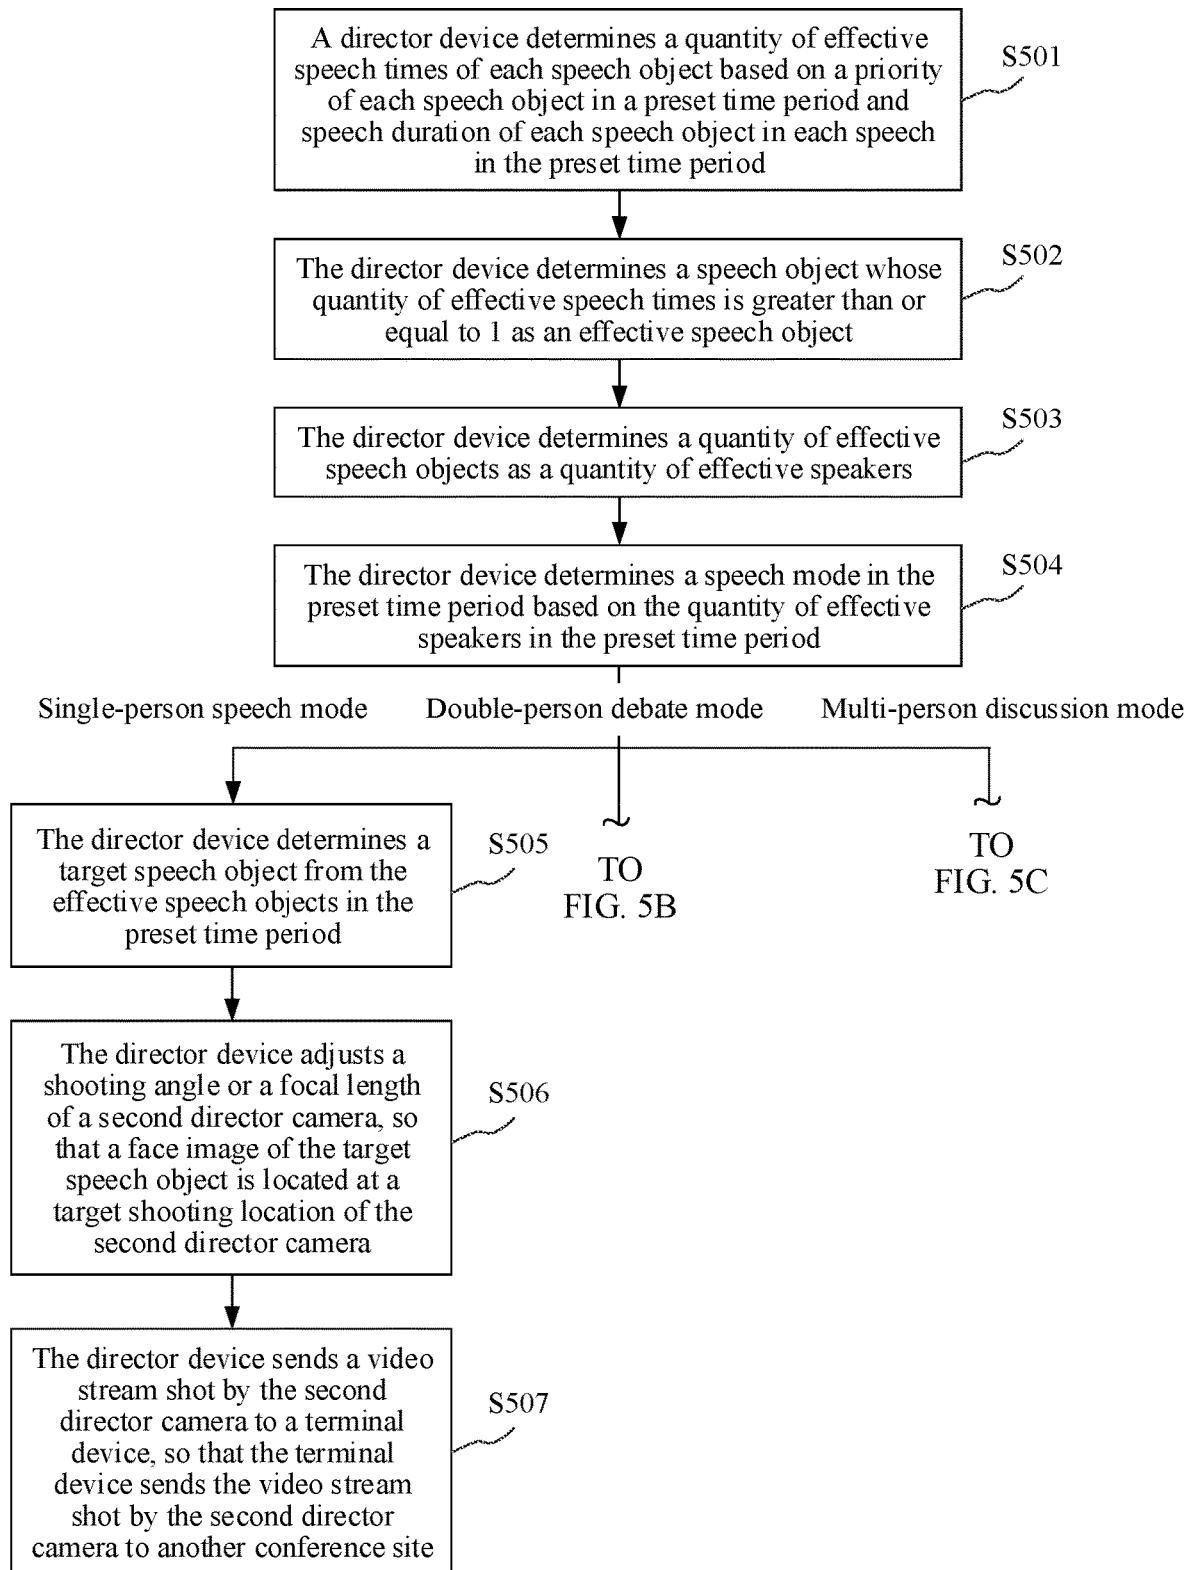 A director device determines a quantity of effective
speech times of each speech object based on a priority
of each speech object in a preset time period and
speech duration of each speech object in each speech
in the preset time period
S501
The director device determines a speech object whose
quantity of effective speech times is greater than or
equal to 1 as an effective speech object
S502
The director device determines a quantity of effective
speech objects as a quantity of effective speakers
S503
The director device determines a speech mode in the
preset time period based on the quantity of effective
speakers in the preset time period
S504
Single-person speech mode
Double-person debate mode
Multi-person discussion mode
The director device determines a
target speech object from the
effective speech objects in the
preset time period
S505
TO
FIG. 5B
TO
FIG. 5C
The director device adjusts a
shooting angle or a focal length
of a second director camera, so
that a face image of the target
speech object is located at a
target shooting location of the
second director camera
S506
The director device sends a video
stream shot by the second
director camera to a terminal
device, so that the terminal
device sends the video stream
shot by the second director
camera to another conference site
S507